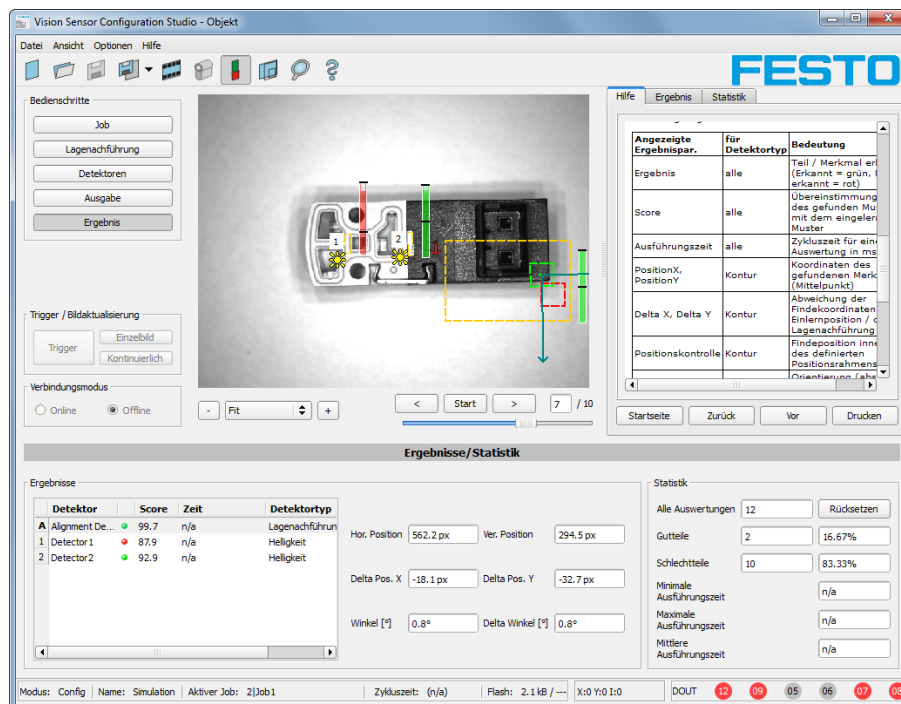 Vision Sensor Configuration Studio - Objekt
Datei Ansicht Optionen Hilfe
FESTO
Bedienschritte
Job
Lagenachführung
Detektoren
Ausgabe
Ergebnis
Trigger / Bildaktualisierung
Trigger
Einzelbild
Kontinuierlich
Verbindungsmodus
Online Offline
1
2
- Fit +
< Start > 7 / 10
Hilfe Ergebnis Statistik
Angezeigte Ergebnispar. für Detektortyp Bedeutung
Ergebnis alle Teil / Merkmal erl
(Erkannt = grün,
erkannt = rot)
Score alle Übereinstimmung
des gefunden Mu
mit dem eingeler
Muster
Ausführungszeit alle Zykluszeit für ein
Auswertung in ms
PositionX, PositionY Kontur Koordinaten des
gefundenen Merk
(Mittelpunkt)
Delta X, Delta Y Kontur Abweichung der
Findekoordinaten
Einlernposition /
Lagenachführung
Positionskontrolle Kontur Findeposition inne
des definierten
Positionsrahmens
Orientierung (abs
Startseite Zurück Vor Drucken
Ergebnisse/Statistik
Ergebnisse
Detektor Score Zeit Detektortyp
A Alignment De... 99.7 n/a Lagenachführun
1 Detector1 87.9 n/a Helligkeit
2 Detector2 92.9 n/a Helligkeit
Hor. Position 562.2 px Ver. Position 294.5 px
Delta Pos. X -18.1 px Delta Pos. Y -32.7 px
Winkel [°] 0.8° Delta Winkel [°] 0.8°
Statistik
Alle Auswertungen 12 Rücksetzen
Gutteile 2 16.67%
Schlechtteile 10 83.33%
Minimale Ausführungszeit n/a
Maximale Ausführungszeit n/a
Mittlere Ausführungszeit n/a
Modus: Config Name: Simulation Aktiver Job: 2|Job1 Zykluszeit: (n/a) Flash: 2.1 kB / --- X:0 Y:0 I:0 DOUT 12 09 05 06 07 08